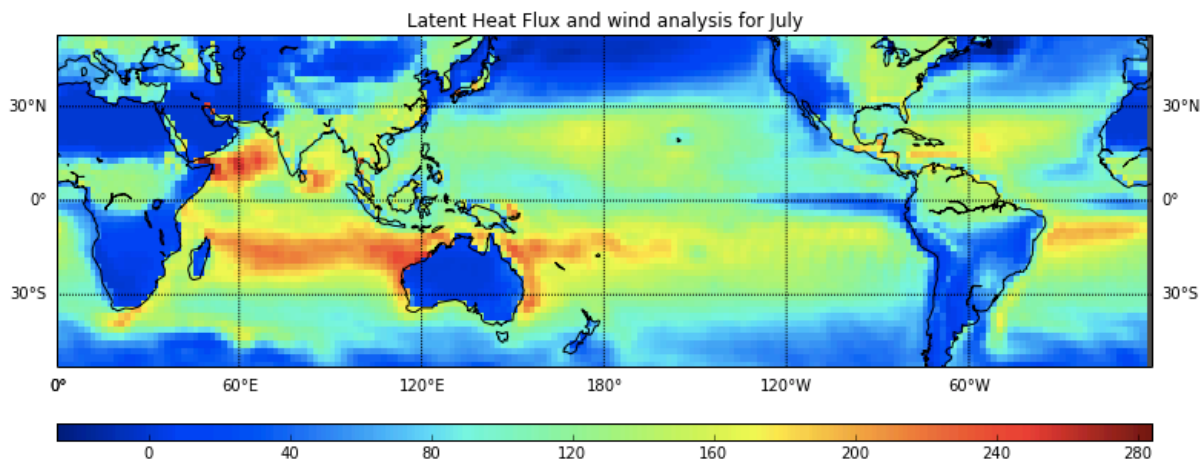 Latent Heat Flux and wind analysis for July
30°N 30°N
0° 0°
30°S 30°S
0° 60°E 120°E 180° 120°W 60°W
0 40 80 120 160 200 240 280